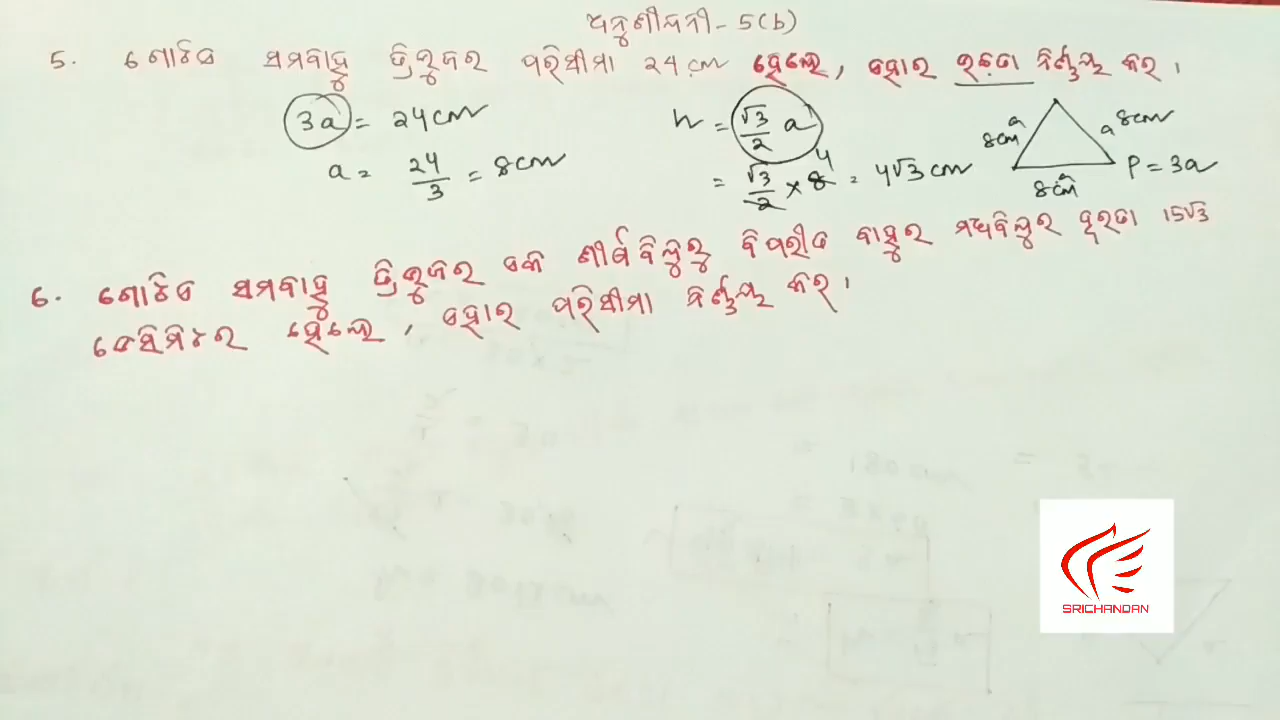 ଅନୁଶୀଳନୀ - 5(b)
5. ଗୋଟିଏ ସମବାହୁ ତ୍ରିଭୁଜର ପରିସୀମା 24 cm ହେଲେ, ଏହାର ଉଚ୍ଚତା ନିର୍ଣ୍ଣୟ କର ।
3a = 24cm
a = 24/3 = 8cm
h = √3/2 a
= √3/2 × 8 4 = 4√3 cm
a 8cm
a 8cm
a 8cm
P = 3a
6. ଗୋଟିଏ ସମବାହୁ ତ୍ରିଭୁଜର ଏକ ଶୀର୍ଷବିନ୍ଦୁରୁ ବିପରୀତ ବାହୁର ମଧ୍ୟବିନ୍ଦୁର ଦୂରତା 15√3
ସେଣ୍ଟିମିଟର ହେଲେ, ଏହାର ପରିସୀମା ନିର୍ଣ୍ଣୟ କର ।
SRICHANDAN